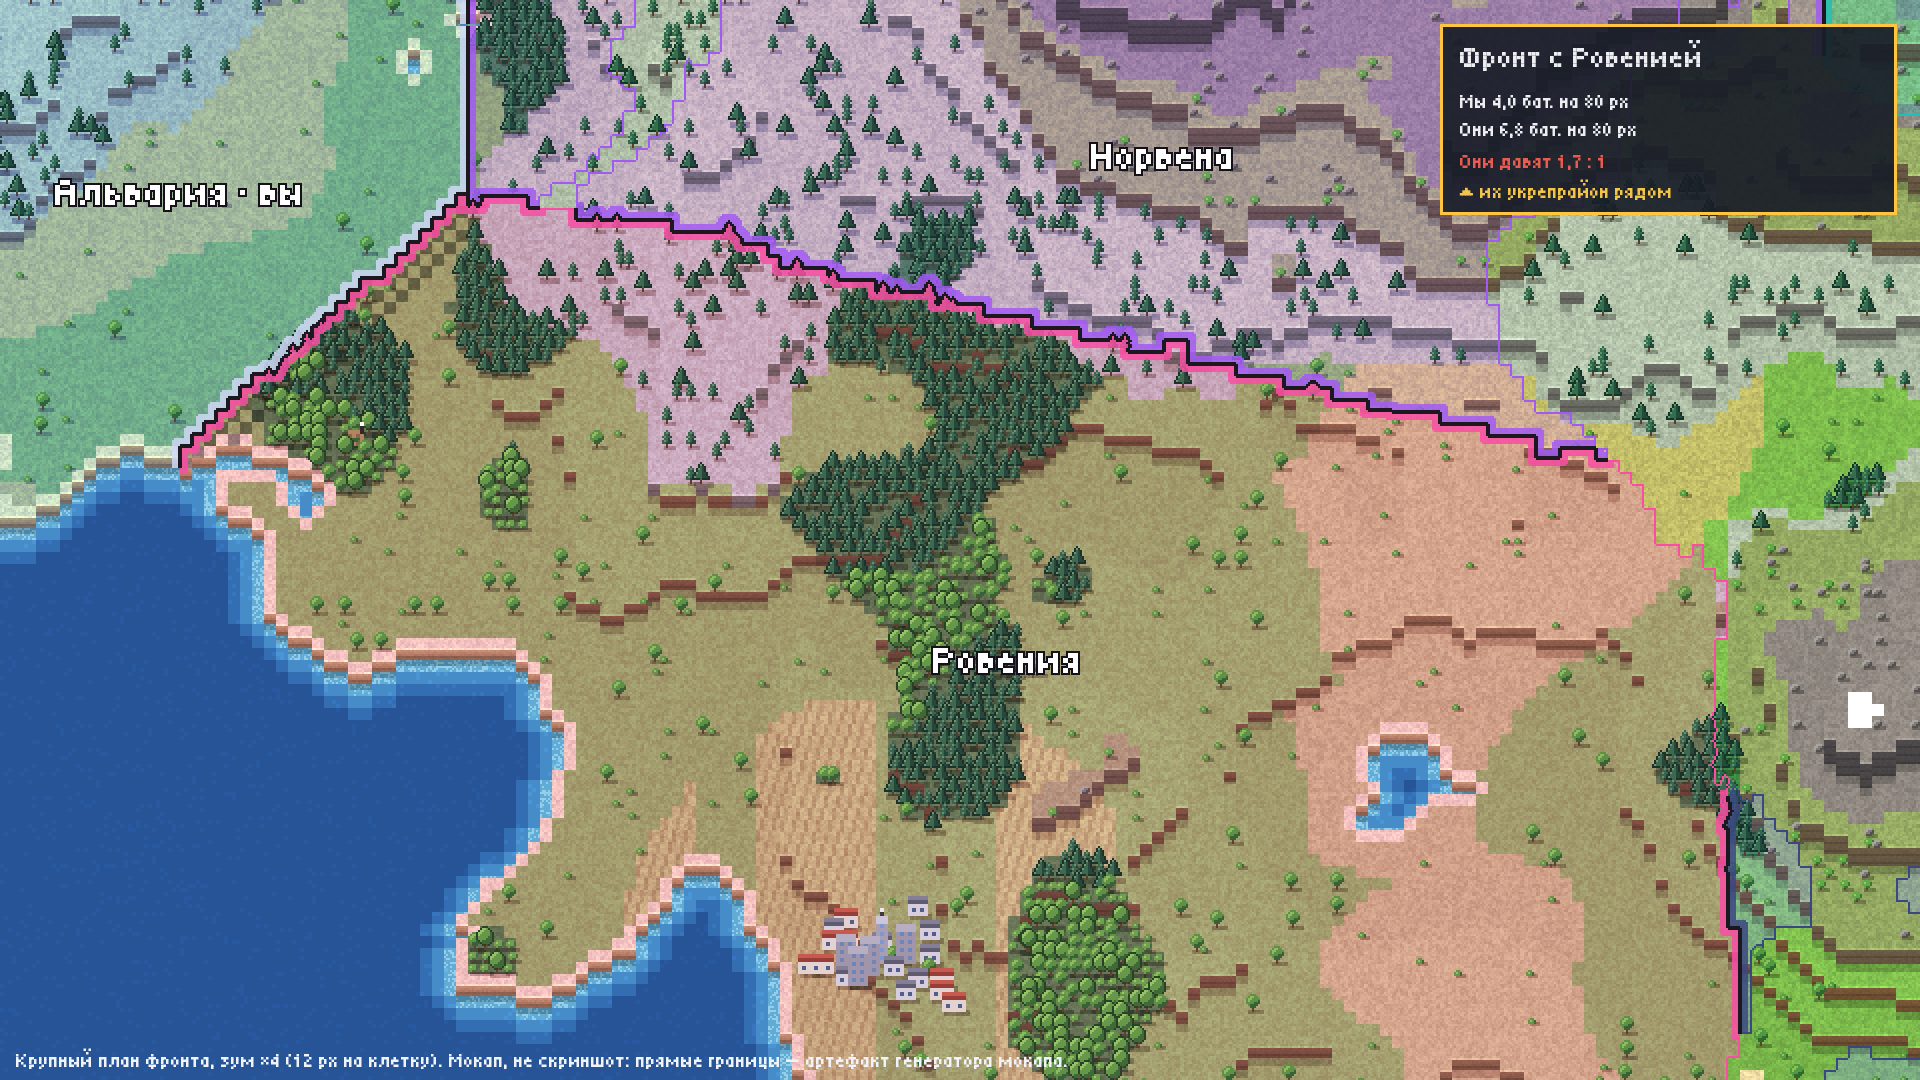 Фронт с Ровенией
Мы 4,0 бат. на 80 px
Они 6,8 бат. на 80 px
Они давят 1,7 : 1
▲ их укрепрайон рядом
Норвена
Альвария · вы
Ровения
Крупный план фронта, зум ×4 (12 px на клетку). Мокап, не скриншот: прямые границы — артефакт генератора мокапа.